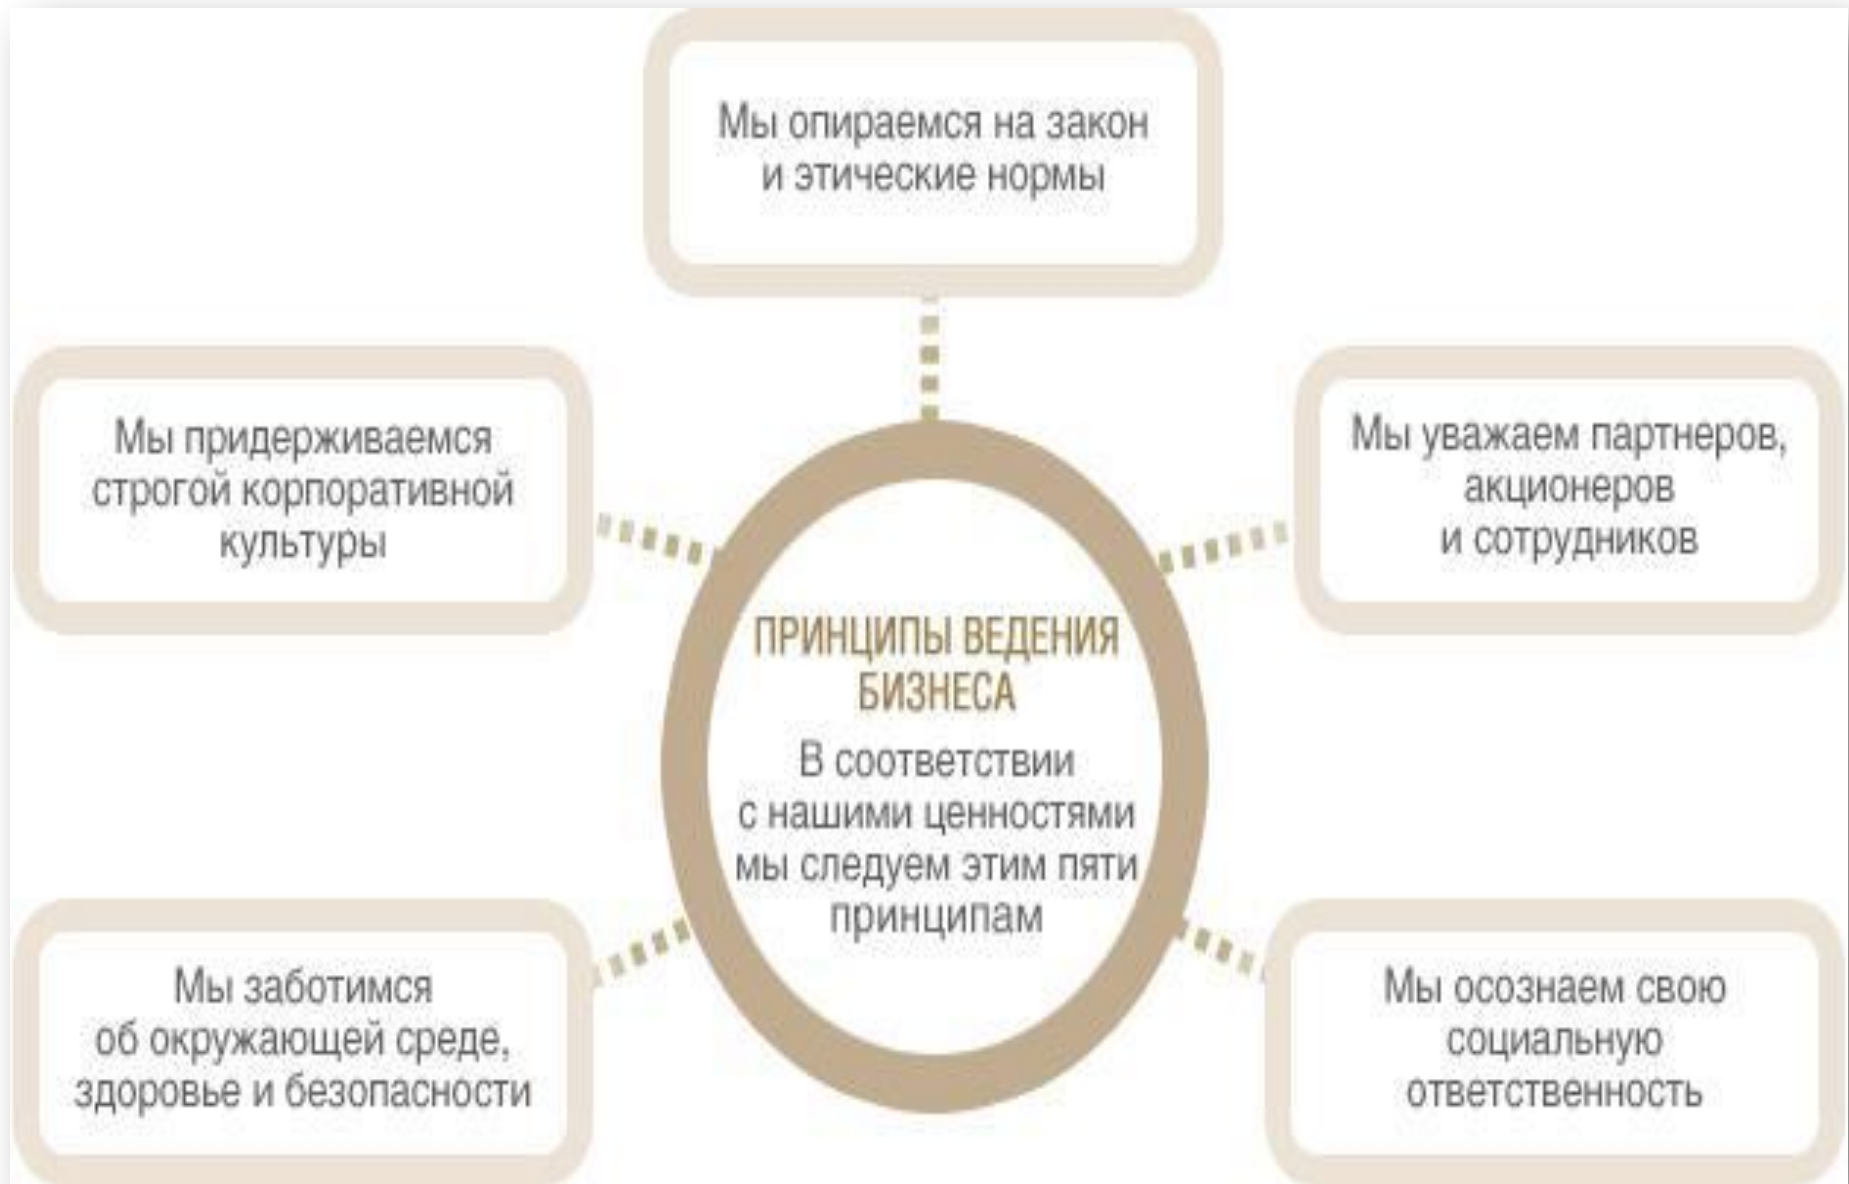 Мы опираемся на закон
и этические нормы
Мы придерживаемся
строгой корпоративной
культуры
Мы уважаем партнеров,
акционеров
и сотрудников
ПРИНЦИПЫ ВЕДЕНИЯ
БИЗНЕСА
В соответствии
с нашими ценностями
мы следуем этим пяти
принципам
Мы заботимся
об окружающей среде,
здоровье и безопасности
Мы осознаем свою
социальную
ответственность